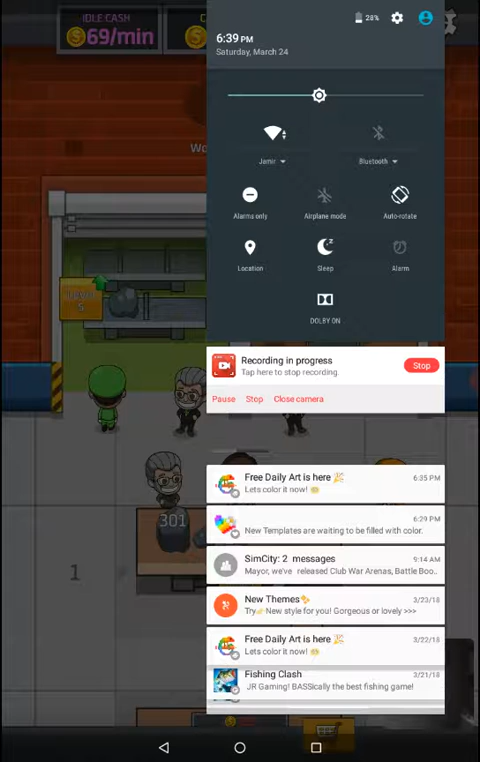 IDLE CASH
69/min
28%
6:39 PM
Saturday, March 24
Wo
Jamir
Bluetooth
Alarms only
Airplane mode
Auto-rotate
Location
Sleep
Alarm
DOLBY ON
Recording in progress
Tap here to stop recording.
Stop
Pause Stop Close camera
Free Daily Art is here 🎉 6:35 PM
Lets color it now! 😁
6:29 PM
New Templates are waiting to be filled with color.
SimCity: 2 messages 9:14 AM
Mayor, we've released Club War Arenas, Battle Boo..
New Themes✨ 3/23/18
Try👉New style for you! Gorgeous or lovely >>>
Free Daily Art is here 🎉 3/22/18
Lets color it now! 😁
Fishing Clash 3/21/18
JR Gaming! BASSically the best fishing game!
301
1